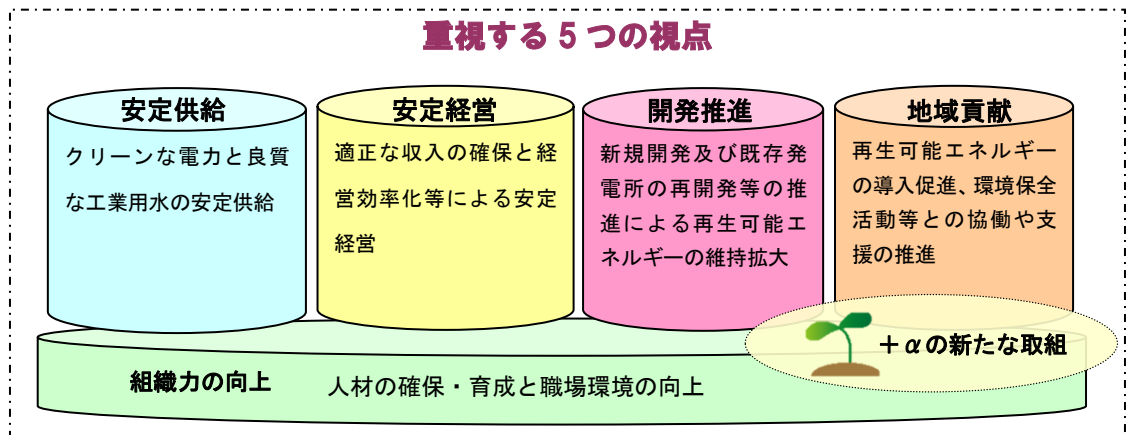 重視する 5 つの視点
安定供給
クリーンな電力と良質
な工業用水の安定供給
安定経営
適正な収入の確保と経
営効率化等による安定
経営
開発推進
新規開発及び既存発
電所の再開発等の推
進による再生可能エ
ネルギーの維持拡大
地域貢献
再生可能エネルギー
の導入促進、環境保全
活動等との協働や支
援の推進
＋αの新たな取組
組織力の向上 人材の確保・育成と職場環境の向上